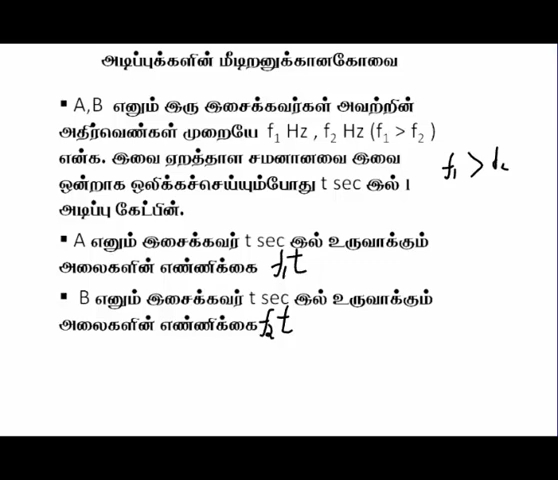 அடிப்புக்களின் மீடிறனுக்கானகோவை
▪ A,B எனும் இரு இசைக்கவர்கள் அவற்றின்
அதிர்வெண்கள் முறையே f₁ Hz , f₂ Hz (f₁ > f₂ )
என்க. இவை ஏறத்தாள சமனானவை இவை
ஒன்றாக ஒலிக்கச்செய்யும்போது t sec இல் 1
அடிப்பு கேட்பின்.
f₁ > f₂
▪ A எனும் இசைக்கவர் t sec இல் உருவாக்கும்
அலைகளின் எண்ணிக்கை f₁t
▪ B எனும் இசைக்கவர் t sec இல் உருவாக்கும்
அலைகளின் எண்ணிக்கை f₂t